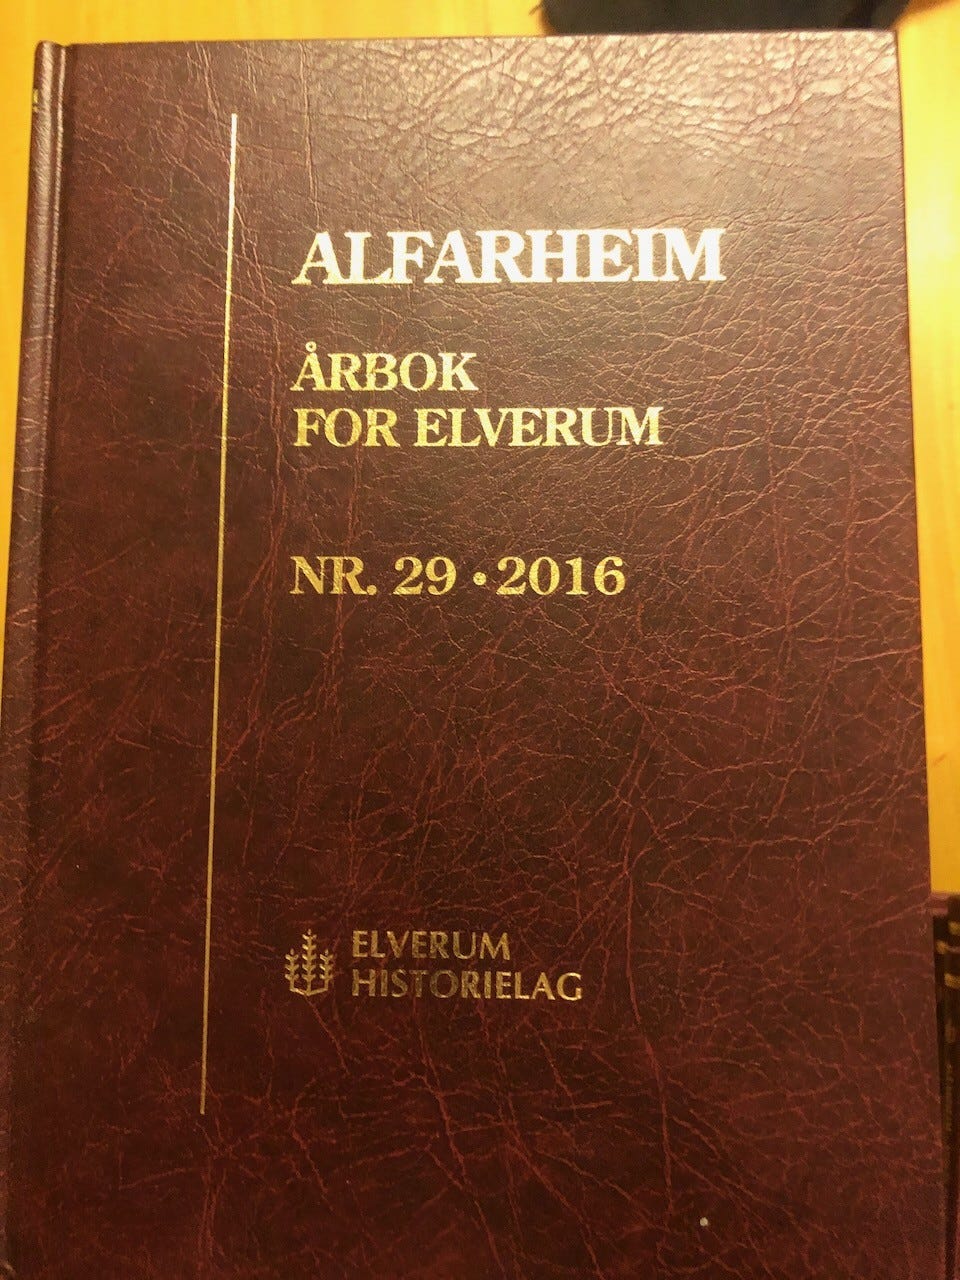 ALFARHEIM
ÅRBOK
FOR ELVERUM
NR. 29 • 2016
ELVERUM
HISTORIELAG